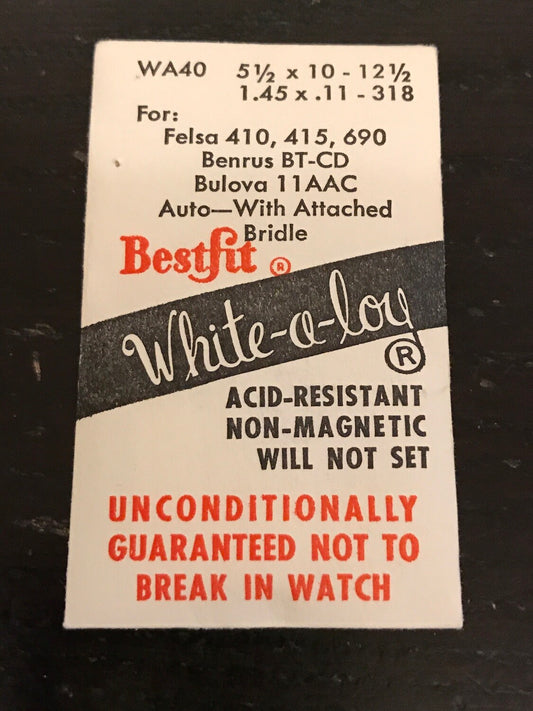 WA40 5½ x 10 - 12½
1.45 x .11 - 318
For:
Felsa 410, 415, 690
Benrus BT-CD
Bulova 11AAC
Auto—With Attached
Bridle
Bestfit ®
White-a-loy ®
ACID-RESISTANT
NON-MAGNETIC
WILL NOT SET
UNCONDITIONALLY
GUARANTEED NOT TO
BREAK IN WATCH